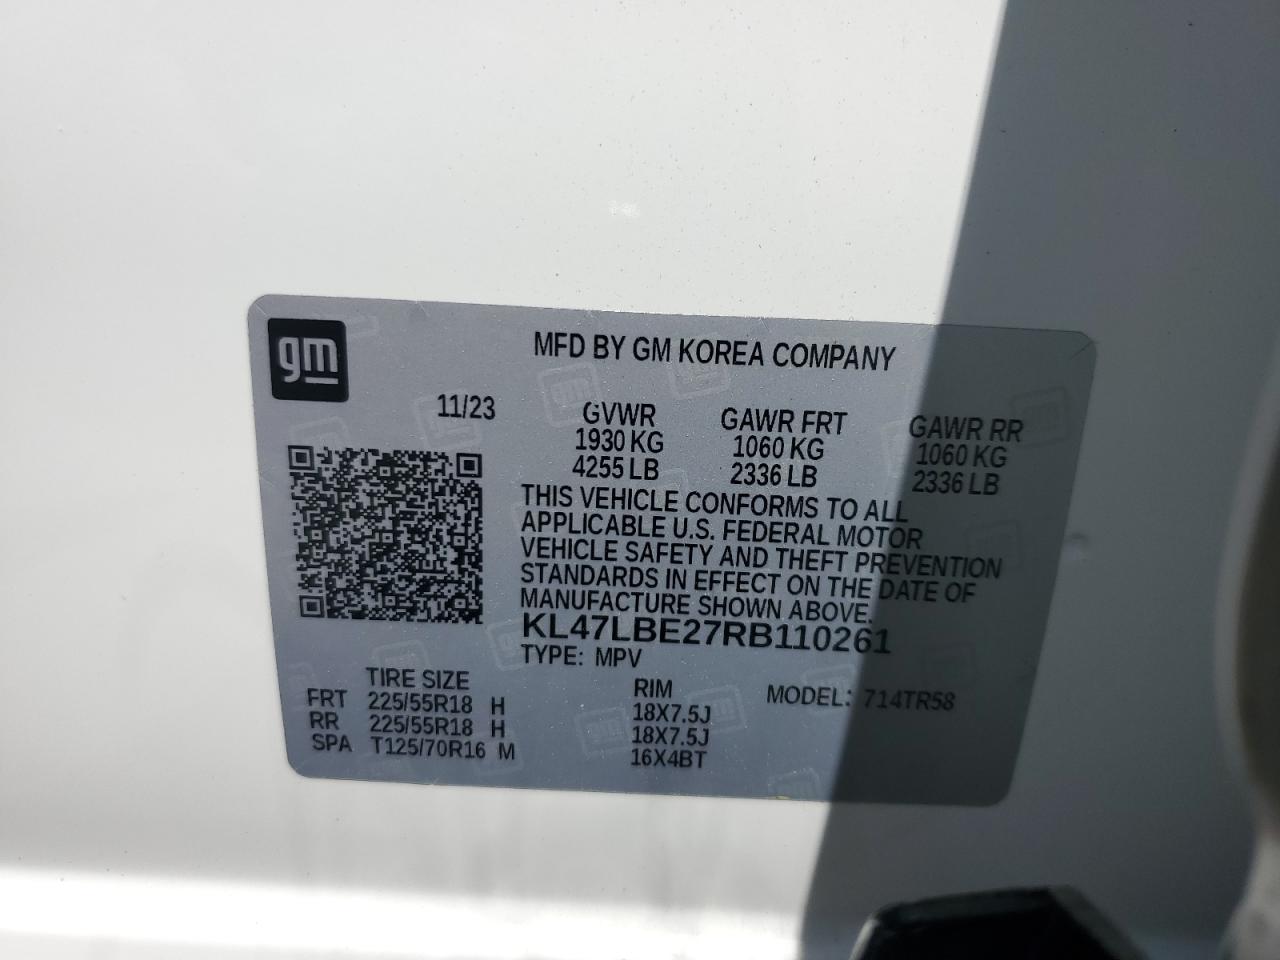 gm
MFD BY GM KOREA COMPANY
11/23
GVWR GAWR FRT GAWR RR
1930 KG 1060 KG 1060 KG
4255 LB 2336 LB 2336 LB
THIS VEHICLE CONFORMS TO ALL
APPLICABLE U.S. FEDERAL MOTOR
VEHICLE SAFETY AND THEFT PREVENTION
STANDARDS IN EFFECT ON THE DATE OF
MANUFACTURE SHOWN ABOVE.
KL47LBE27RB110261
TYPE: MPV
TIRE SIZE RIM MODEL: 714TR58
FRT 225/55R18 H 18X7.5J
RR 225/55R18 H 18X7.5J
SPA T125/70R16 M 16X4BT